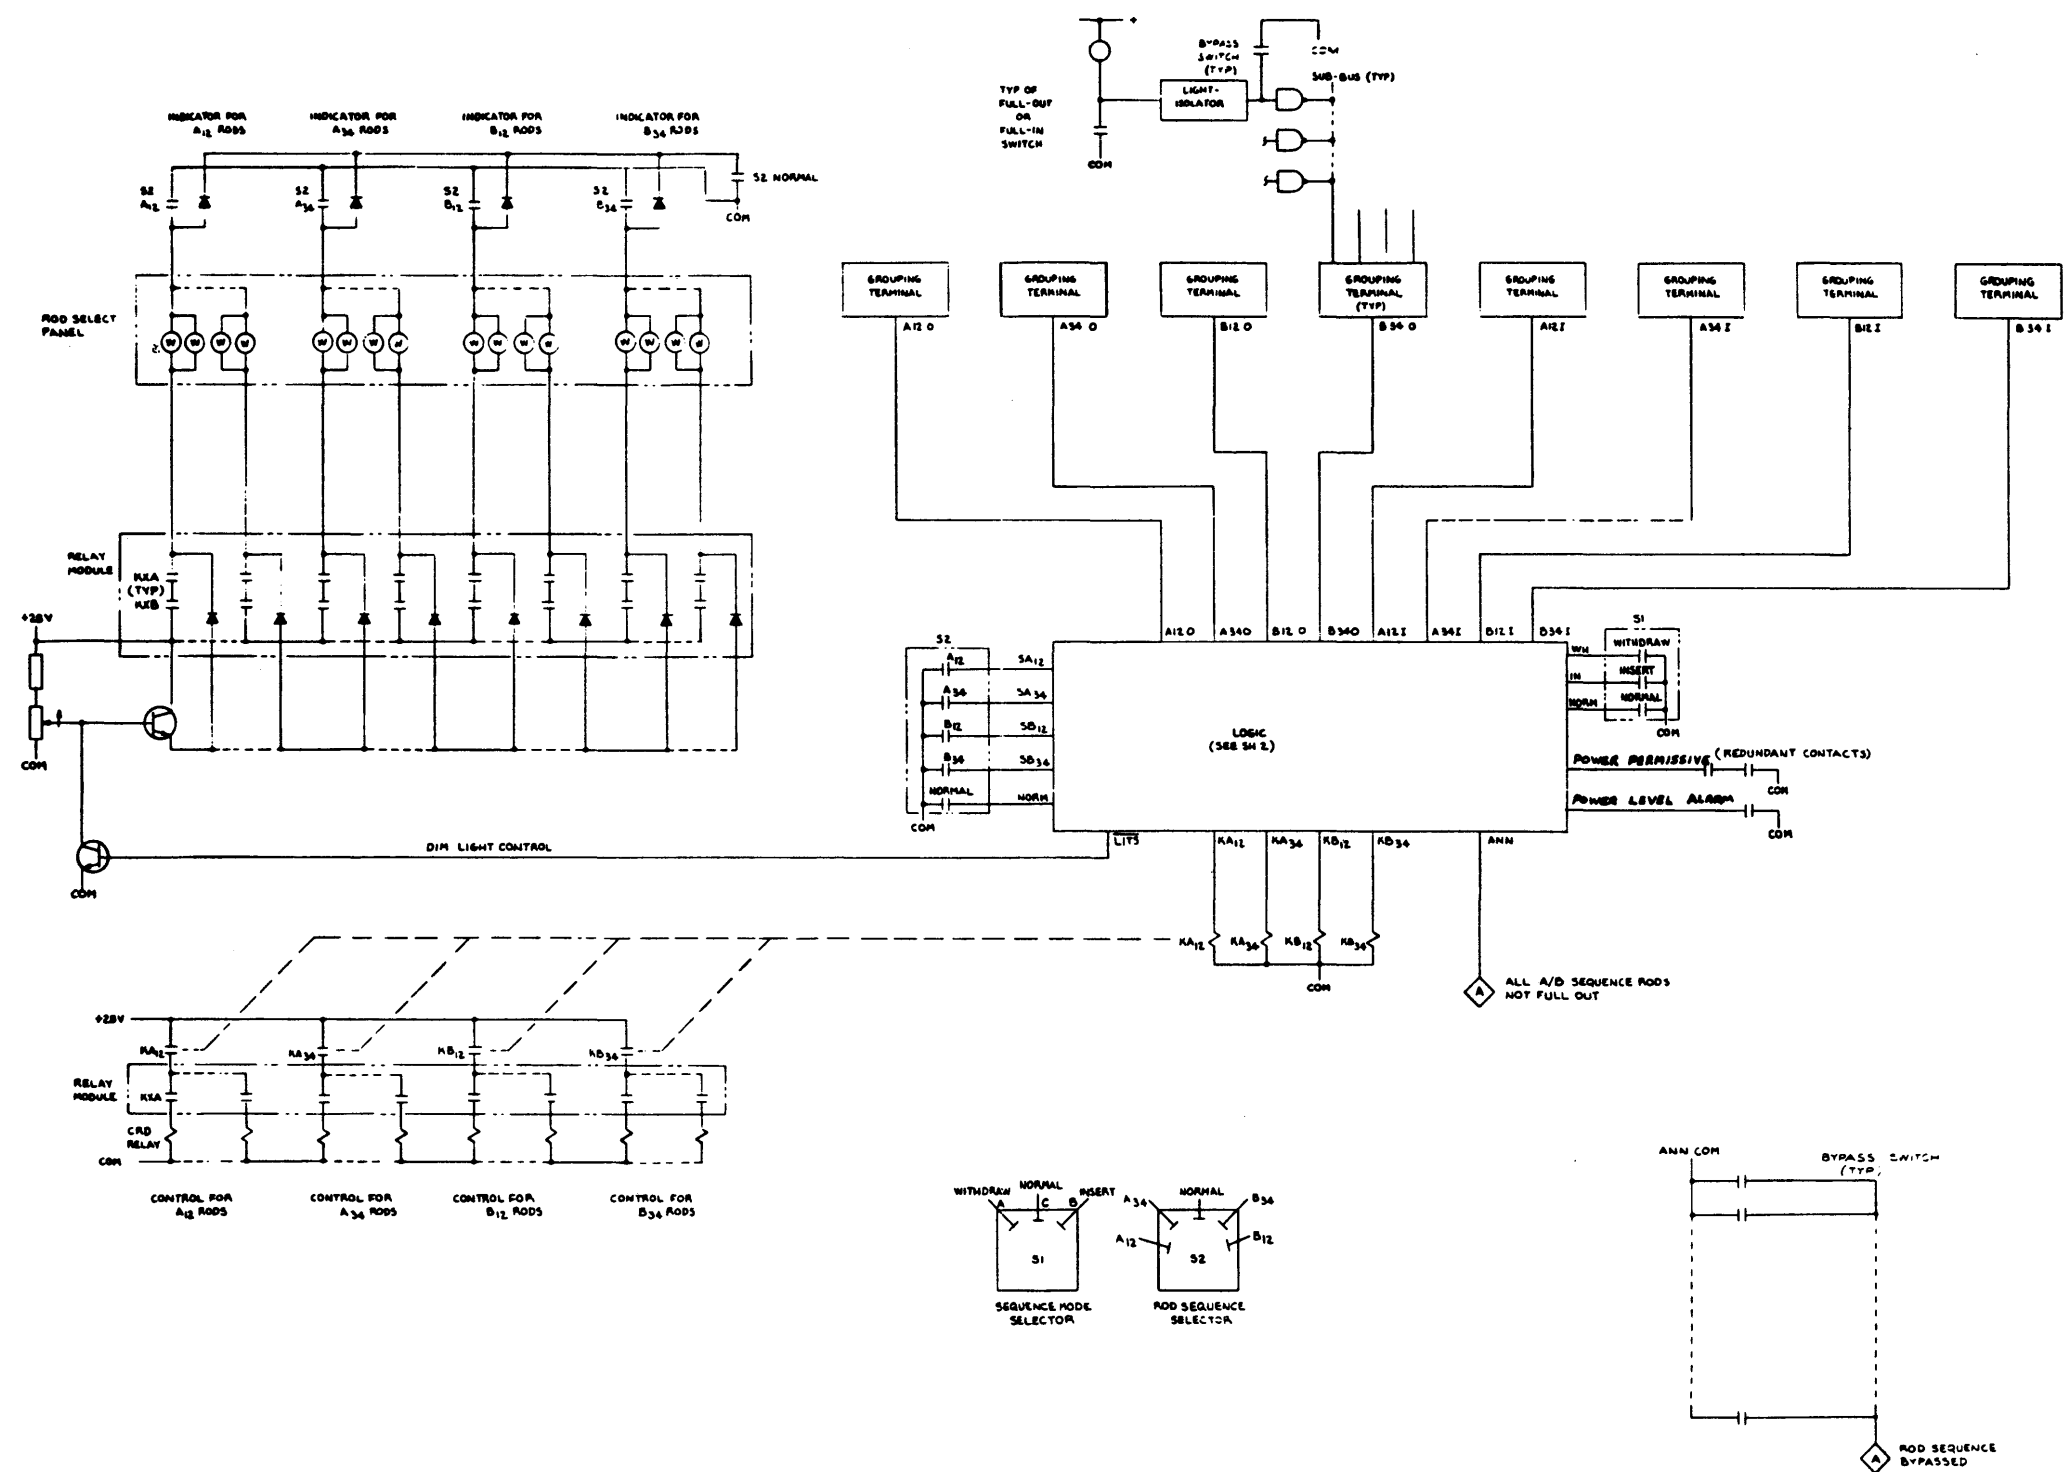 +
BYPASS
SWITCH
(TYP)
COM
SUB-BUS (TYP)
TYP OF
FULL-OUT
OR
FULL-IN
SWITCH
LIGHT-
ISOLATOR
COM
INDICATOR FOR
A12 RODS
INDICATOR FOR
A34 RODS
INDICATOR FOR
B12 RODS
INDICATOR FOR
B34 RODS
S2
A12
S2
A34
S2
B12
S2
B34
S2 NORMAL
COM
ROD SELECT
PANEL
W W W W W W W W W W W W W W W W
GROUPING
TERMINAL
A12 O
GROUPING
TERMINAL
A34 O
GROUPING
TERMINAL
B12 O
GROUPING
TERMINAL
(TYP)
B34 O
GROUPING
TERMINAL
A12 I
GROUPING
TERMINAL
A34 I
GROUPING
TERMINAL
B12 I
GROUPING
TERMINAL
B34 I
RELAY
MODULE
KXA
(TYP)
KXB
+28V
COM
COM
DIM LIGHT CONTROL
A12 O A34O B12 O B34O A12 I A34 I B12 I B34 I
S2
A12 SA12
A34 SA34
B12 SB12
B34 SB34
NORMAL NORM
COM
LOGIC
(SEE SH 2)
S1
WH WITHDRAW
IN INSERT
NORM NORMAL
COM
POWER PERMISSIVE (REDUNDANT CONTACTS)
COM
POWER LEVEL ALARM
COM
LITS KA12 KA34 KB12 KB34 ANN
KA12 KA34 KB12 KB34
COM
A
ALL A/B SEQUENCE RODS
NOT FULL OUT
+28V
KA12 KA34 KB12 KB34
RELAY
MODULE
KXA
CRD
RELAY
COM
CONTROL FOR
A12 RODS
CONTROL FOR
A34 RODS
CONTROL FOR
B12 RODS
CONTROL FOR
B34 RODS
WITHDRAW NORMAL INSERT
A C B
S1
SEQUENCE MODE
SELECTOR
A34 NORMAL B34
A12 B12
S2
ROD SEQUENCE
SELECTOR
ANN COM
BYPASS SWITCH
(TYP)
A
ROD SEQUENCE
BYPASSED